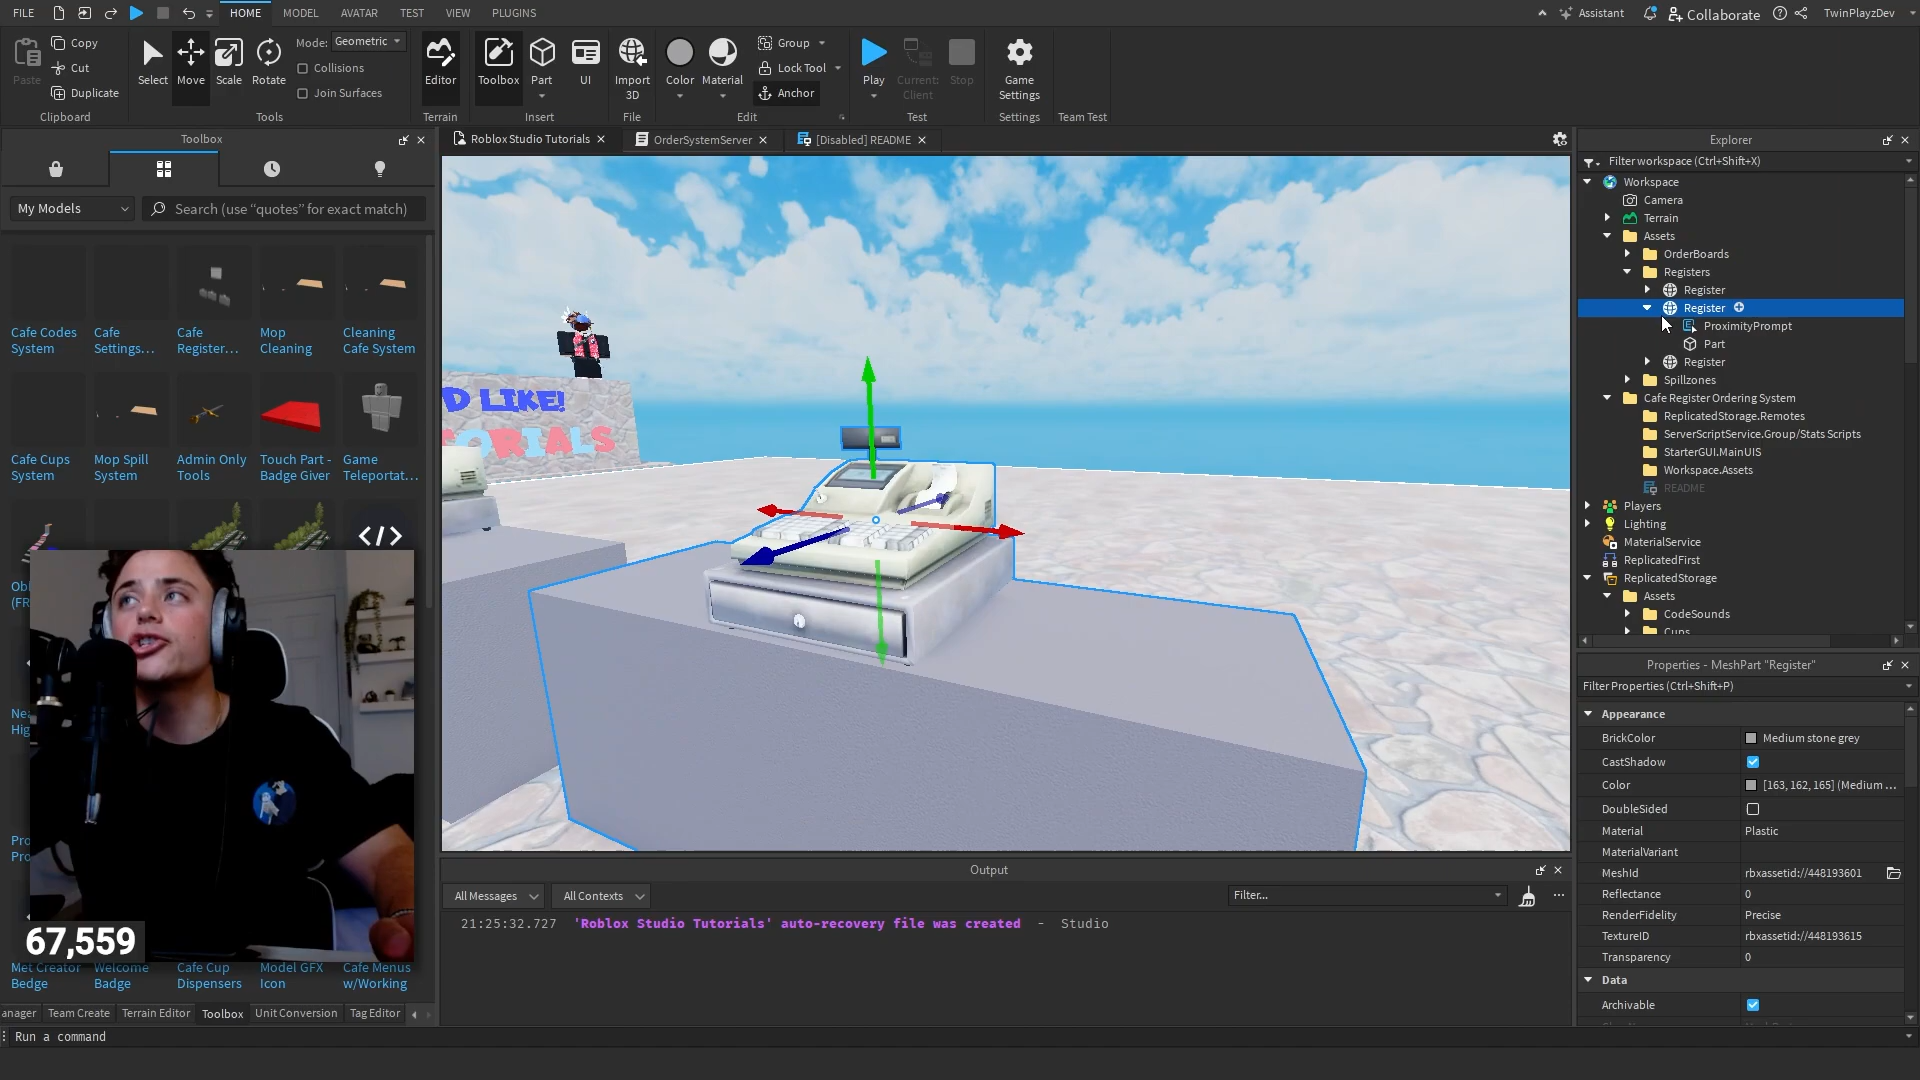 FILE
HOME
MODEL
AVATAR
TEST
VIEW
PLUGINS
Assistant
Collaborate
TwinPlayzDev
Paste
Copy
Cut
Duplicate
Clipboard
Select
Move
Scale
Rotate
Mode: Geometric
Collisions
Join Surfaces
Tools
Editor
Terrain
Toolbox
Part
UI
Insert
Import
3D
File
Color
Material
Group
Lock Tool
Anchor
Edit
Play
Current:
Client
Stop
Test
Game
Settings
Settings
Team Test
Toolbox
My Models
Search (use “quotes” for exact match)
Cafe Codes
System
Cafe
Settings...
Cafe
Register...
Mop
Cleaning
Cleaning
Cafe System
Cafe Cups
System
Mop Spill
System
Admin Only
Tools
Touch Part -
Badge Giver
Game
Teleportat...
67,559
Met Creator
Bedge
Welcome
Badge
Cafe Cup
Dispensers
Model GFX
Icon
Cafe Menus
w/Working
anager
Team Create
Terrain Editor
Toolbox
Unit Conversion
Tag Editor
Run a command
Roblox Studio Tutorials
OrderSystemServer
[Disabled] README
D LIKE!
ORIALS
Output
All Messages
All Contexts
Filter...
21:25:32.727 'Roblox Studio Tutorials' auto-recovery file was created - Studio
Explorer
Filter workspace (Ctrl+Shift+X)
Workspace
Camera
Terrain
Assets
OrderBoards
Registers
Register
Register
ProximityPrompt
Part
Register
Spillzones
Cafe Register Ordering System
ReplicatedStorage.Remotes
ServerScriptService.Group/Stats Scripts
StarterGUI.MainUIS
Workspace.Assets
README
Players
Lighting
MaterialService
ReplicatedFirst
ReplicatedStorage
Assets
CodeSounds
Cups
Properties - MeshPart "Register"
Filter Properties (Ctrl+Shift+P)
Appearance
BrickColor Medium stone grey
CastShadow
Color [163, 162, 165] (Medium ...
DoubleSided
Material Plastic
MaterialVariant
MeshId rbxassetid://448193601
Reflectance 0
RenderFidelity Precise
TextureID rbxassetid://448193615
Transparency 0
Data
Archivable